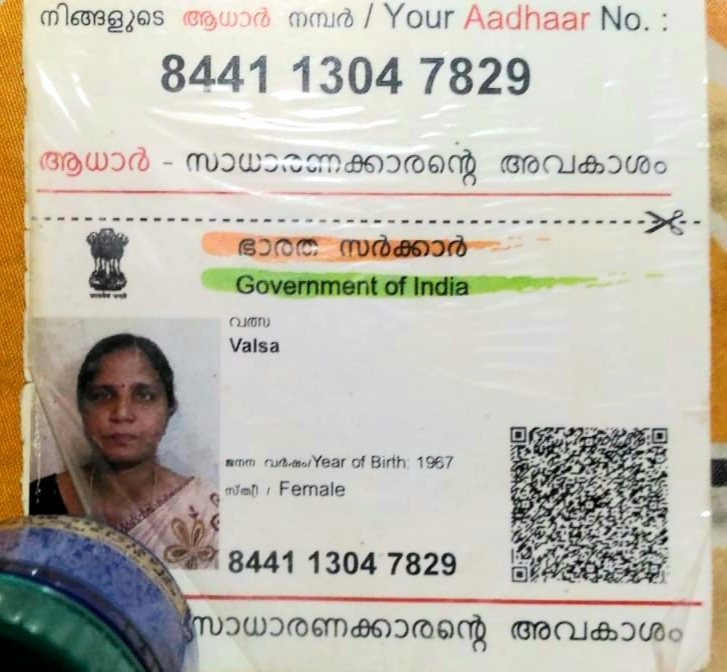 നിങ്ങളുടെ ആധാർ നമ്പർ / Your Aadhaar No. :
8441 1304 7829
ആധാർ - സാധാരണക്കാരന്റെ അവകാശം
ഭാരത സർക്കാർ
Government of India
വത്സ
Valsa
ജനന വർഷം/Year of Birth: 1967
സ്ത്രീ / Female
8441 1304 7829
സാധാരണക്കാരന്റെ അവകാശം